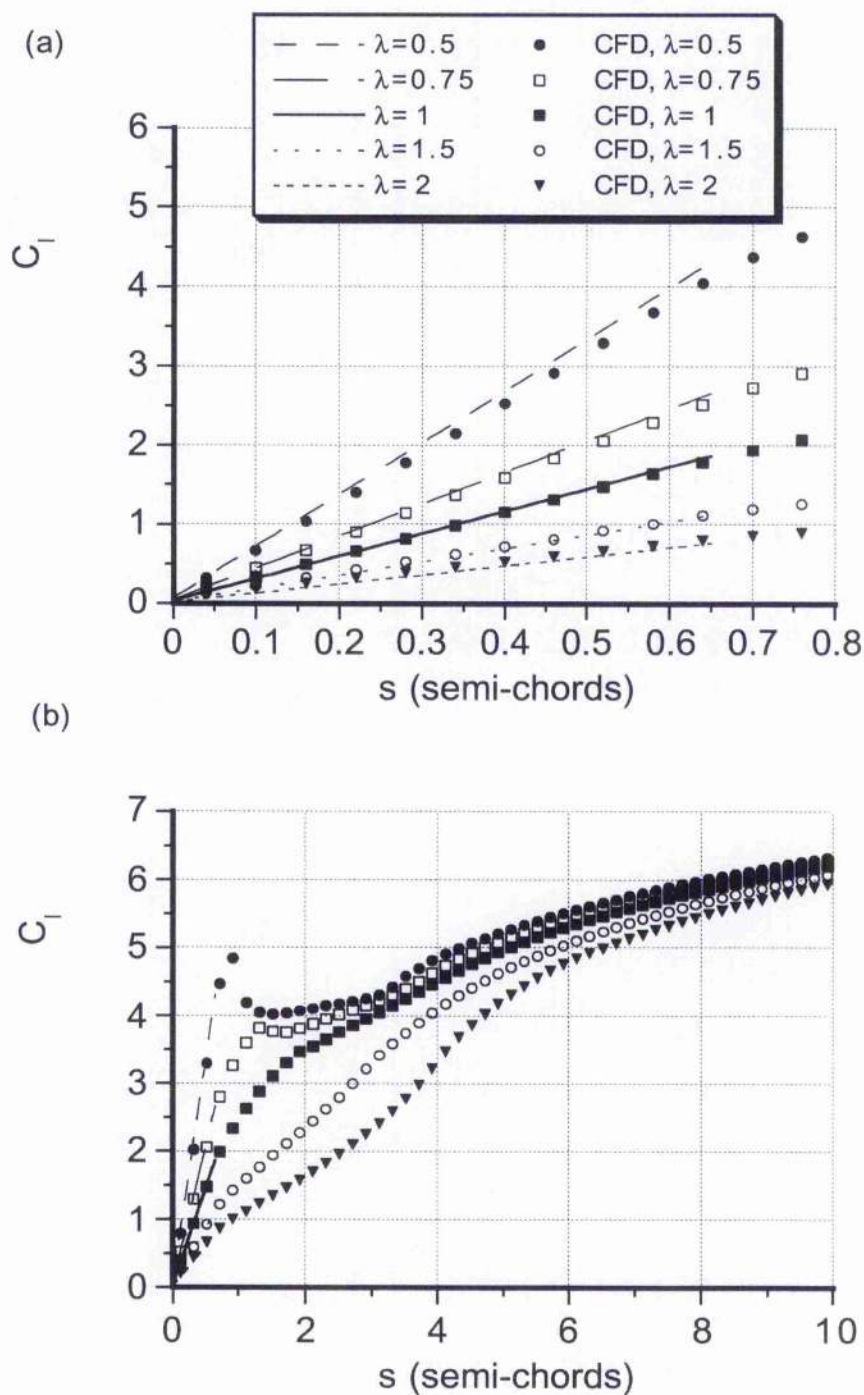 (a)
λ=0.5 CFD, λ=0.5
λ=0.75 CFD, λ=0.75
λ=1 CFD, λ=1
λ=1.5 CFD, λ=1.5
λ=2 CFD, λ=2
6
5
4
3
2
1
0
C_l
0 0.1 0.2 0.3 0.4 0.5 0.6 0.7 0.8
s (semi-chords)
(b)
7
6
5
4
3
2
1
0
C_l
0 2 4 6 8 10
s (semi-chords)